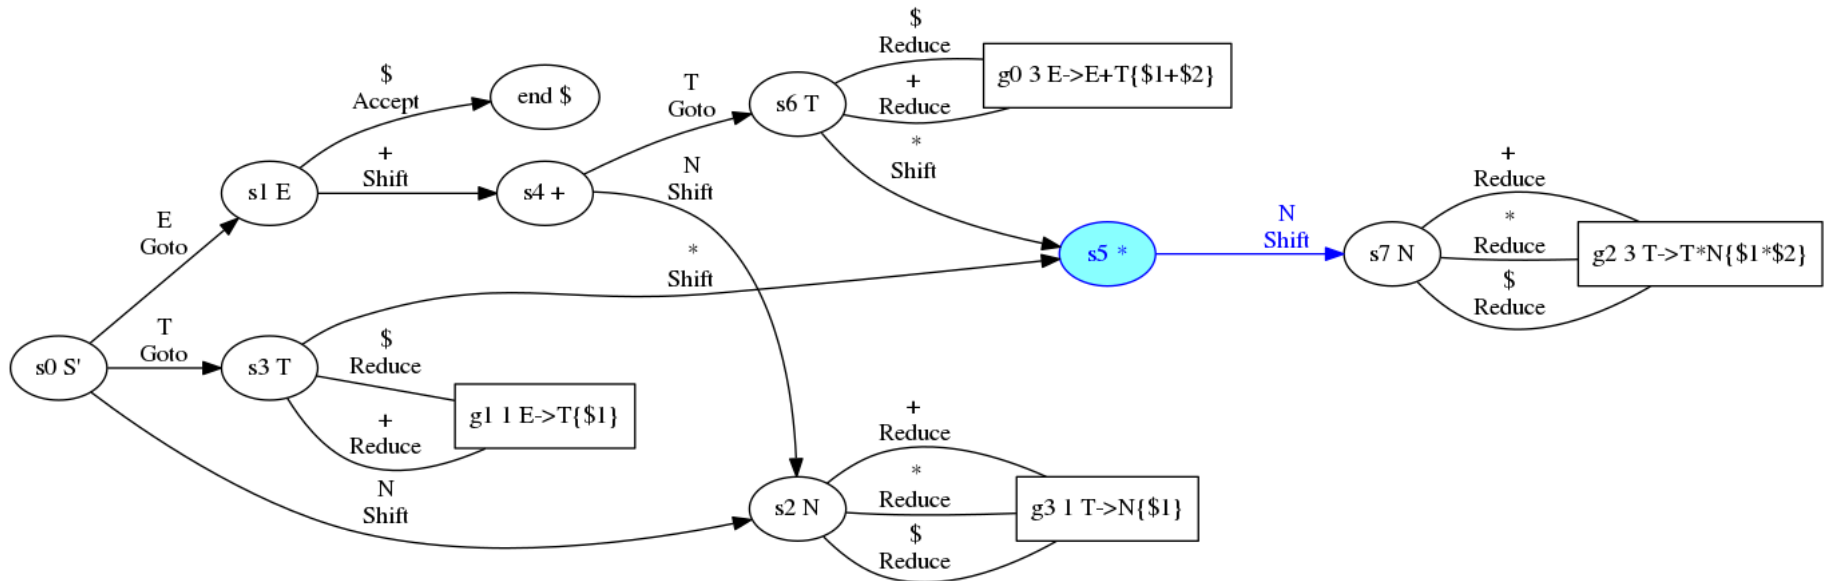 $
Reduce
g0 3 E->E+T{$1+$2}
+
Reduce
s6 T
$
Accept
end $
T
Goto
*
Shift
+
Shift
s1 E
s4 +
N
Shift
+
Reduce
E
Goto
*
Shift
s5 *
N
Shift
s7 N
*
Reduce
g2 3 T->T*N{$1*$2}
$
Reduce
T
Goto
s0 S'
s3 T
$
Reduce
g1 1 E->T{$1}
+
Reduce
N
Shift
s2 N
+
Reduce
*
Reduce
g3 1 T->N{$1}
$
Reduce